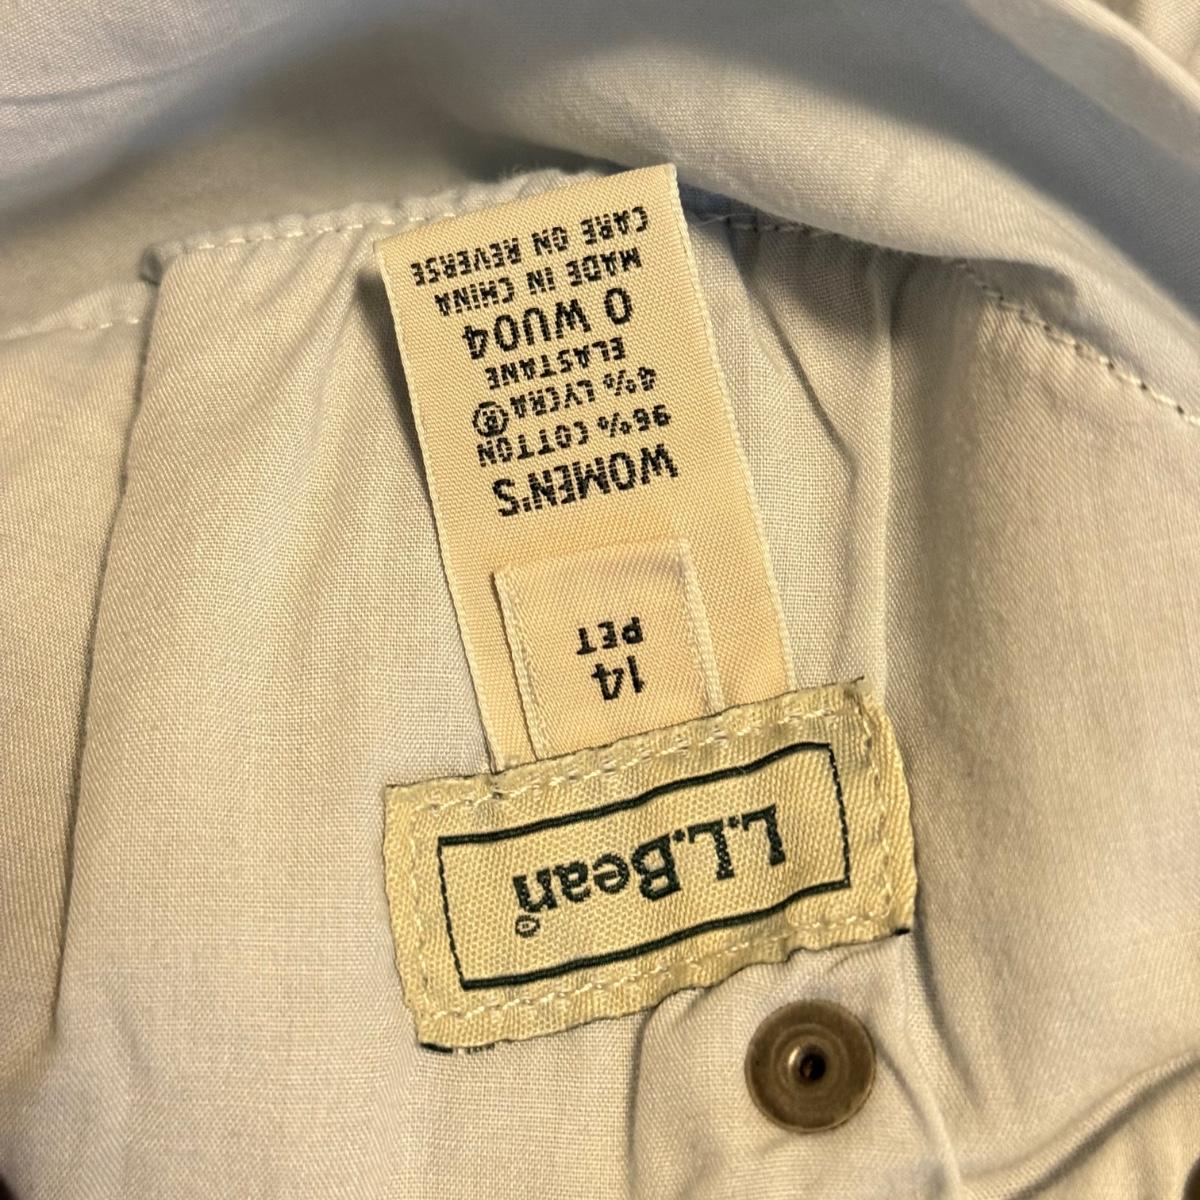 L.L.Bean®
14
PET
WOMEN'S
96% COTTON
4% LYCRA®
ELASTANE
0 WU04
MADE IN CHINA
CARE ON REVERSE